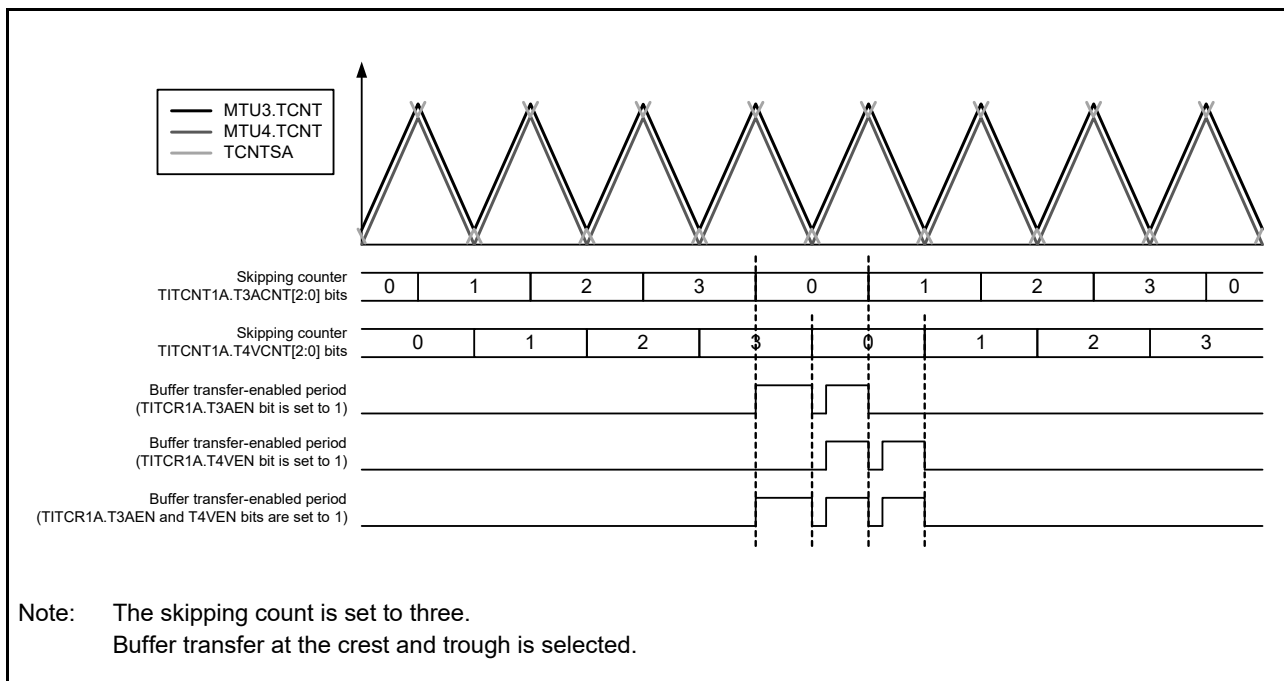 MTU3.TCNT
MTU4.TCNT
TCNTSA
Skipping counter
TITCNT1A.T3ACNT[2:0] bits
0 1 2 3 0 1 2 3 0
Skipping counter
TITCNT1A.T4VCNT[2:0] bits
0 1 2 3 0 1 2 3
Buffer transfer-enabled period
(TITCR1A.T3AEN bit is set to 1)
Buffer transfer-enabled period
(TITCR1A.T4VEN bit is set to 1)
Buffer transfer-enabled period
(TITCR1A.T3AEN and T4VEN bits are set to 1)
Note: The skipping count is set to three.
Buffer transfer at the crest and trough is selected.